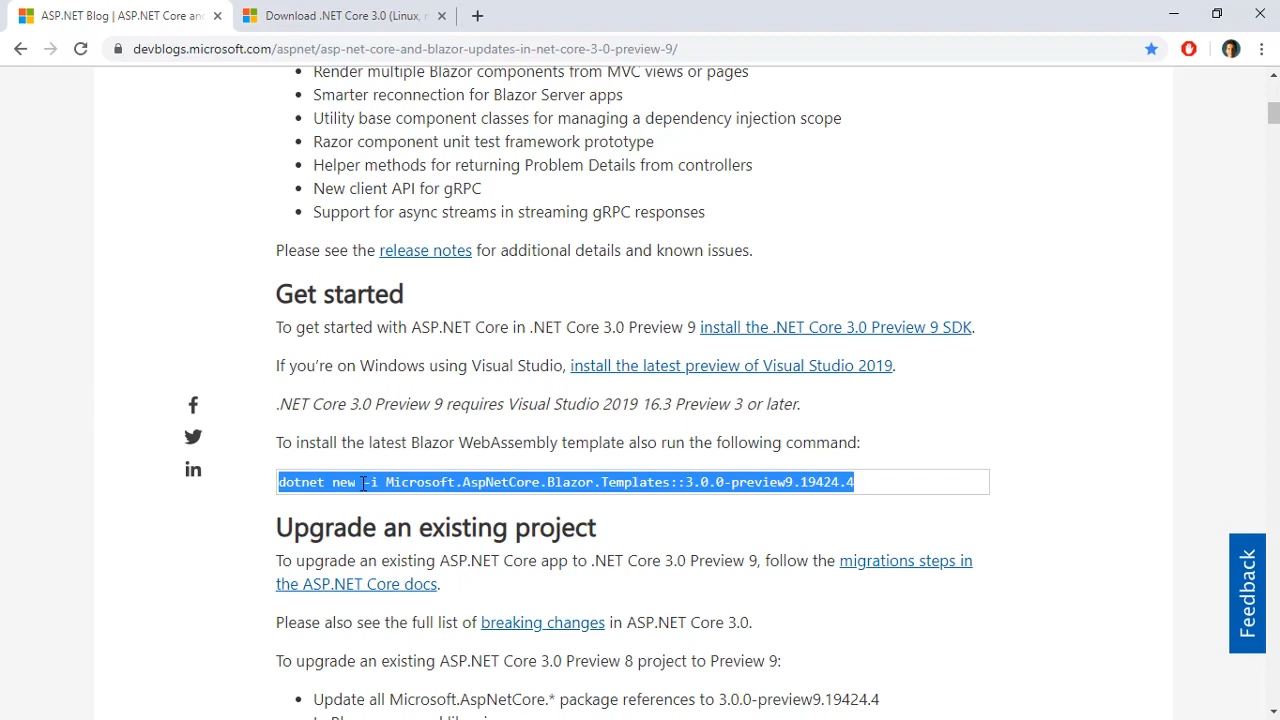 ASP.NET Blog | ASP.NET Core and
Download .NET Core 3.0 (Linux, m
devblogs.microsoft.com/aspnet/asp-net-core-and-blazor-updates-in-net-core-3-0-preview-9/
Render multiple Blazor components from MVC views or pages
Smarter reconnection for Blazor Server apps
Utility base component classes for managing a dependency injection scope
Razor component unit test framework prototype
Helper methods for returning Problem Details from controllers
New client API for gRPC
Support for async streams in streaming gRPC responses
Please see the release notes for additional details and known issues.
Get started
To get started with ASP.NET Core in .NET Core 3.0 Preview 9 install the .NET Core 3.0 Preview 9 SDK.
If you’re on Windows using Visual Studio, install the latest preview of Visual Studio 2019.
.NET Core 3.0 Preview 9 requires Visual Studio 2019 16.3 Preview 3 or later.
To install the latest Blazor WebAssembly template also run the following command:
dotnet new -i Microsoft.AspNetCore.Blazor.Templates::3.0.0-preview9.19424.4
Upgrade an existing project
To upgrade an existing ASP.NET Core app to .NET Core 3.0 Preview 9, follow the migrations steps in
the ASP.NET Core docs.
Please also see the full list of breaking changes in ASP.NET Core 3.0.
To upgrade an existing ASP.NET Core 3.0 Preview 8 project to Preview 9:
Update all Microsoft.AspNetCore.* package references to 3.0.0-preview9.19424.4
Feedback